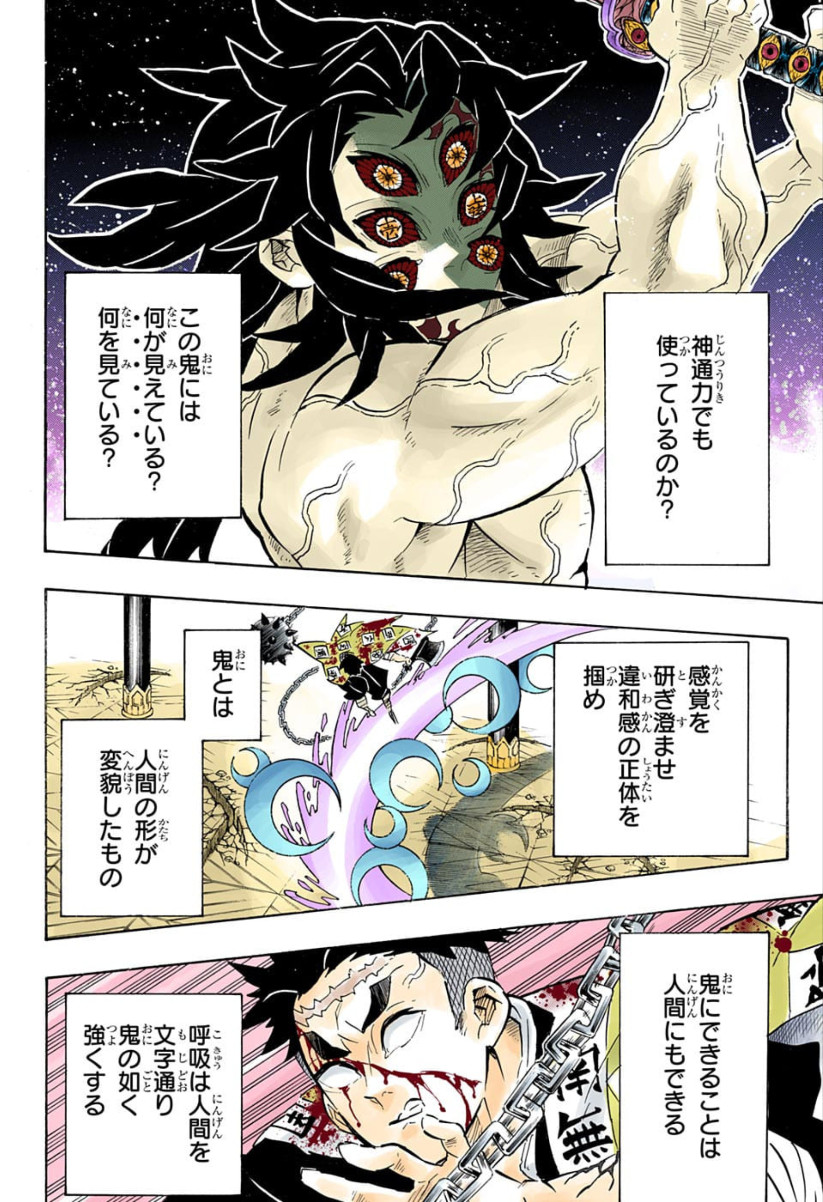 神通力でも
使っているのか？
この鬼には
何が見えている？
何を見ている？
感覚を
研ぎ澄ませ
違和感の正体を
掴め
鬼とは
人間の形が
変貌したもの
鬼にできることは
人間にもできる
呼吸は人間を
文字通り
鬼の如く
強くする